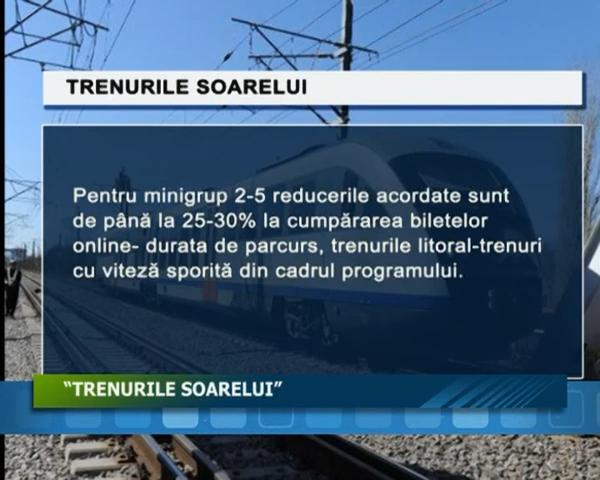 TRENURILE SOARELUI
Pentru minigrup 2-5 reducerile acordate sunt
de până la 25-30% la cumpărarea biletelor
online- durata de parcurs, trenurile litoral-trenuri
cu viteză sporită din cadrul programului.
“TRENURILE SOARELUI”